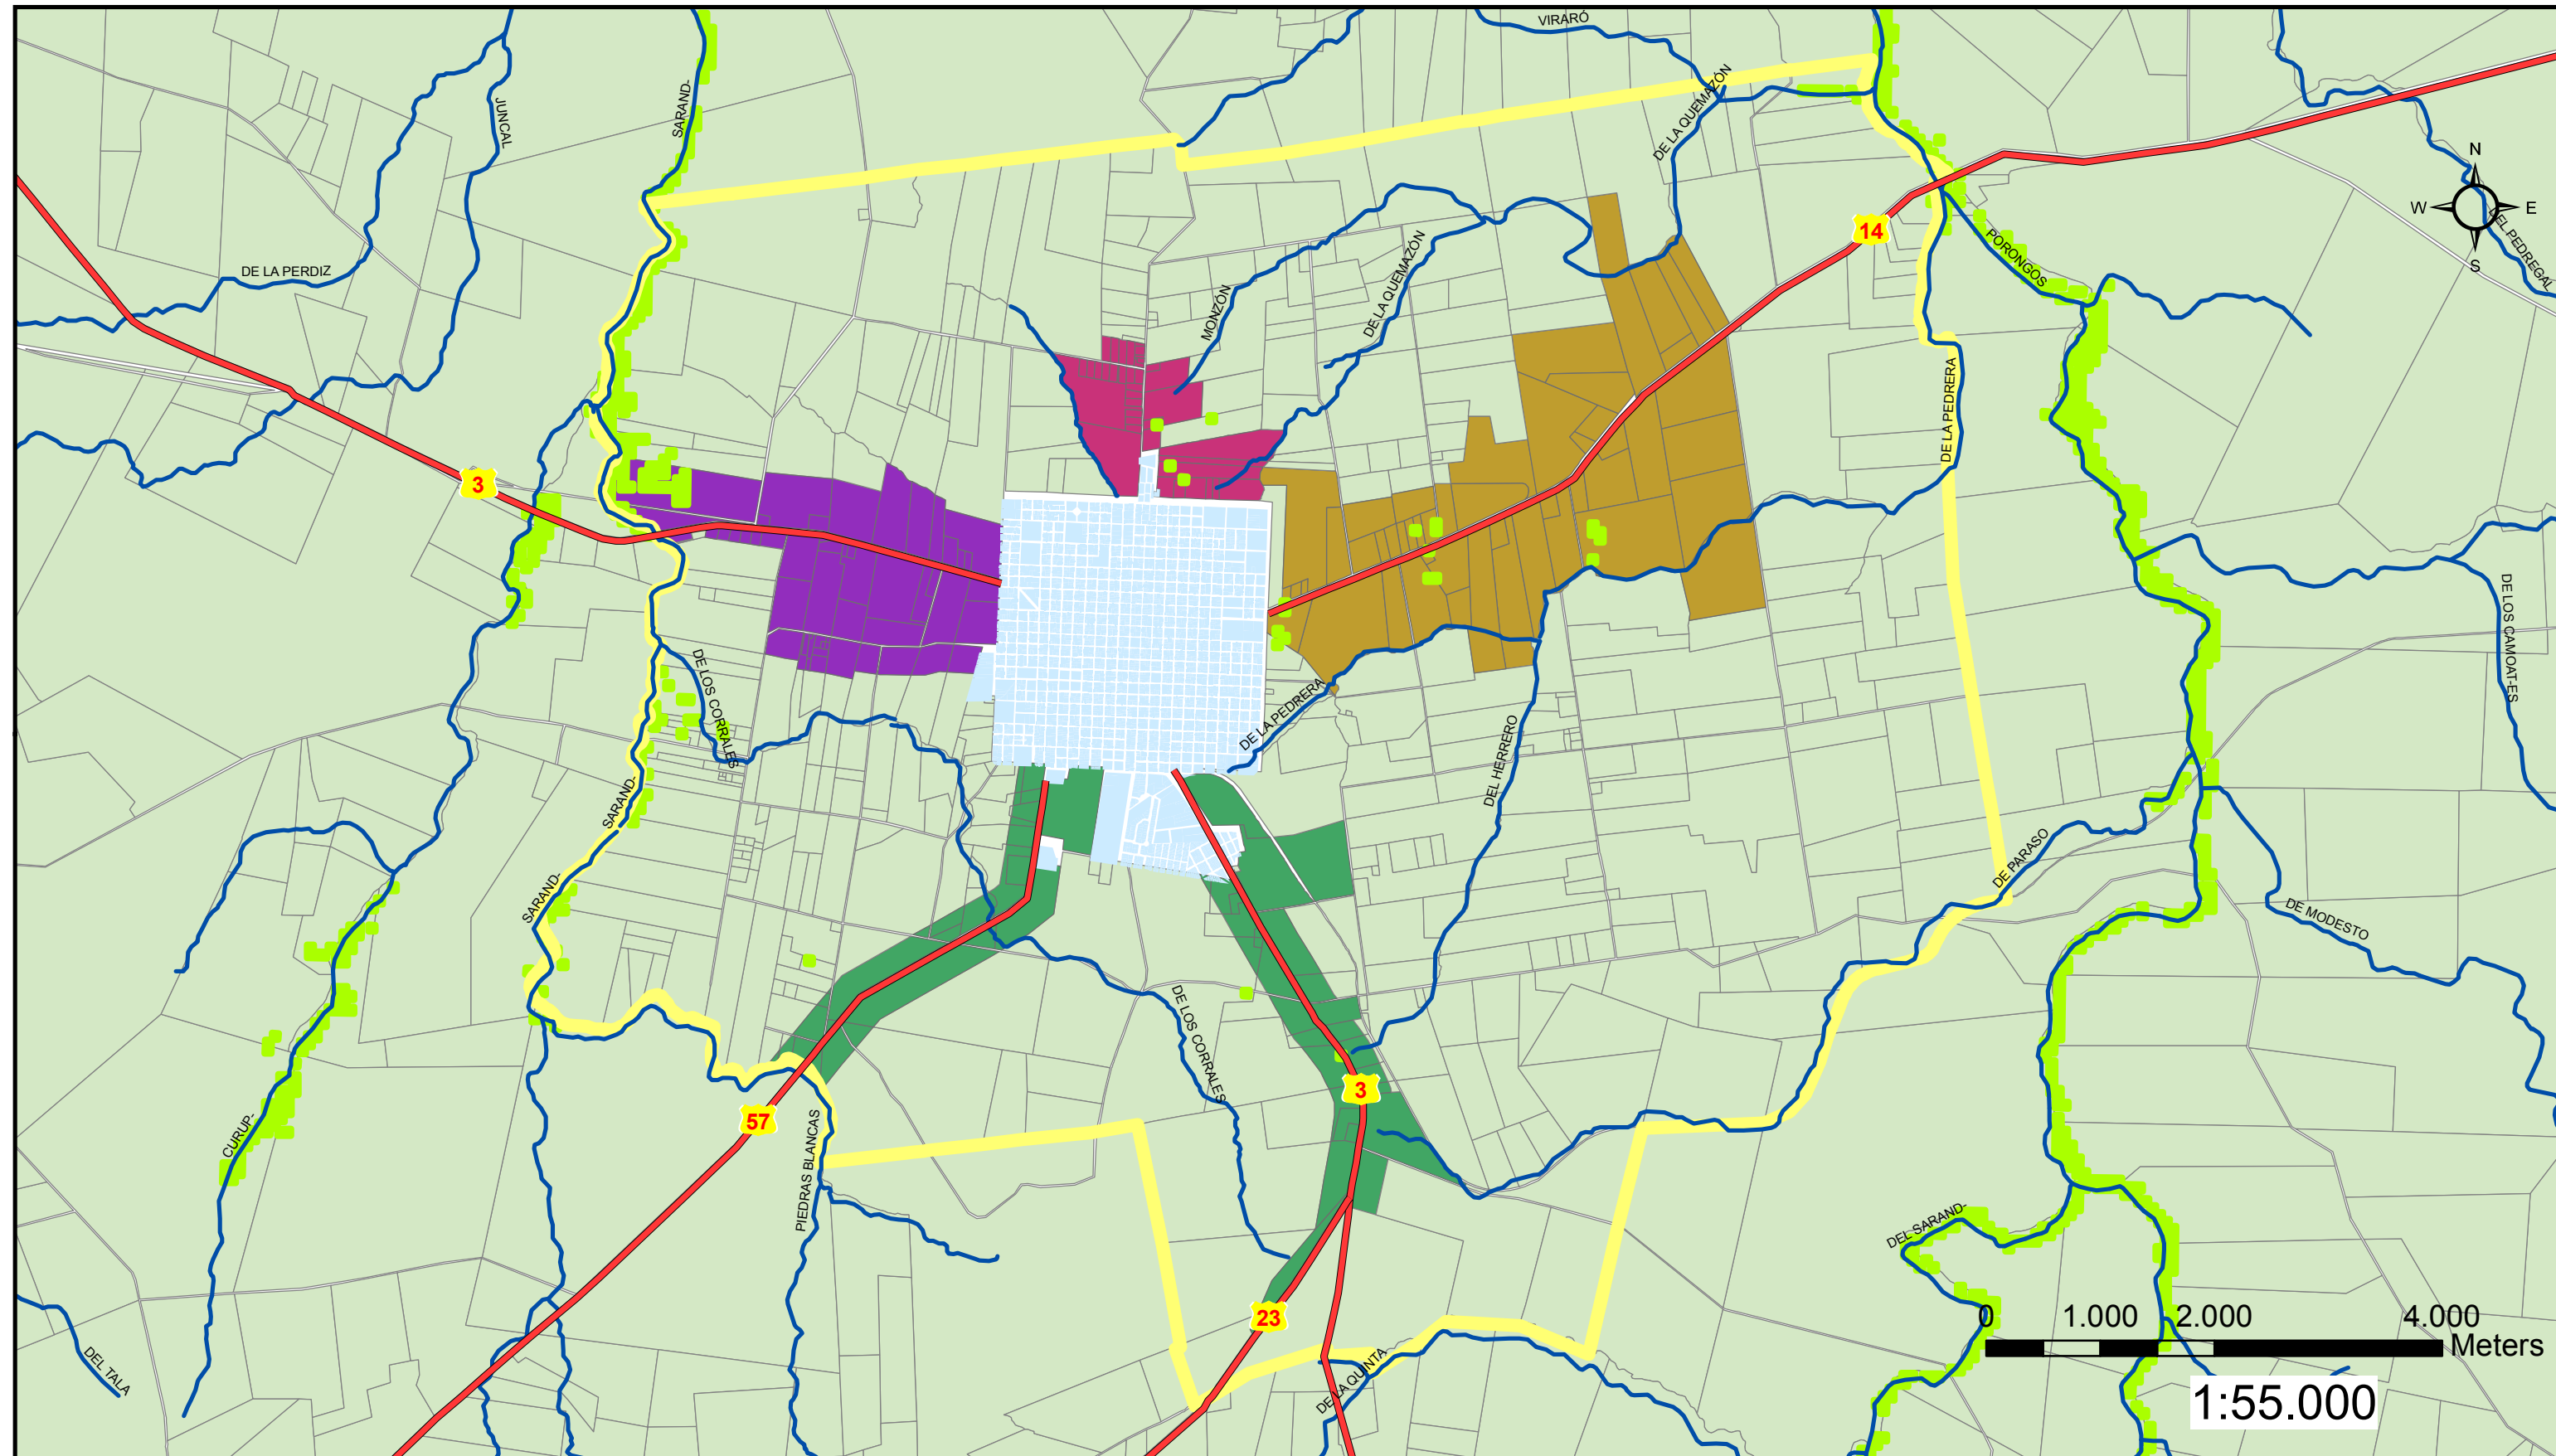 VIRARÓ
JUNCAL
SARAND-
DE LA QUEMAZÓN
N
W
E
S
DEL PEDREGAL
14
PORONGOS
DE LA PERDIZ
MONZÓN
DE LA QUEMAZÓN
DE LA PEDRERA
3
DE LOS CAMOAT-ES
DE LOS CORRALES
DE LA PEDRERA
DEL HERRERO
SARAND-
SARAND-
DE PARASO
DE MODESTO
DE LOS CORRALES
3
57
CURUP-
PIEDRAS BLANCAS
DEL SARAND-
23
DEL TALA
DE LA QUINTA
0 1.000 2.000 4.000
Meters
1:55.000